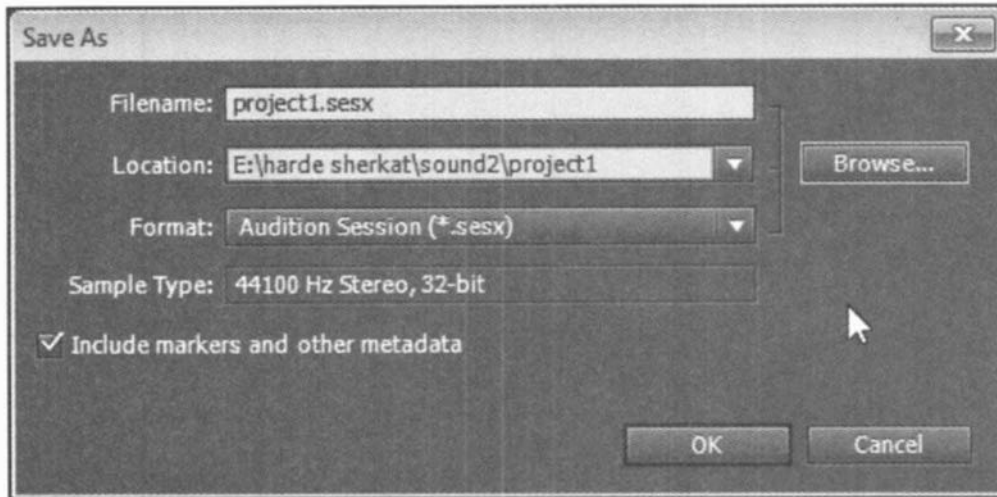 Save As
Filename: project1.sesx
Location: E:\harde sherkat\sound2\project1
Browse...
Format: Audition Session (*.sesx)
Sample Type: 44100 Hz Stereo, 32-bit
Include markers and other metadata
OK Cancel